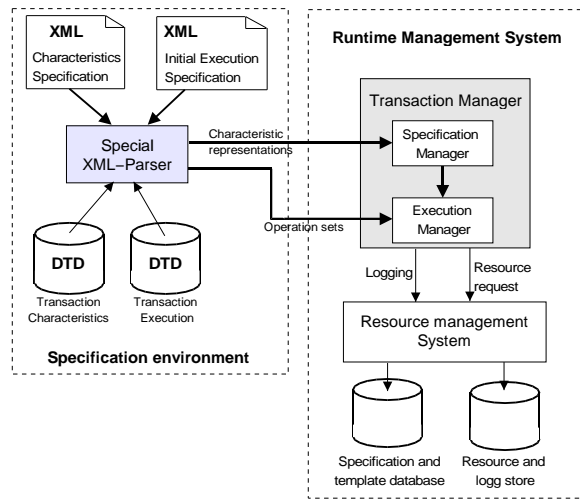 XML
Characteristics
Specification
XML
Initial Execution
Specification
Special
XML–Parser
DTD
Transaction
Characteristics
DTD
Transaction
Execution
Specification environment
Characteristic
representations
Operation sets
Runtime Management System
Transaction Manager
Specification
Manager
Execution
Manager
Logging
Resource
request
Resource management
System
Specification and
template database
Resource and
logg store